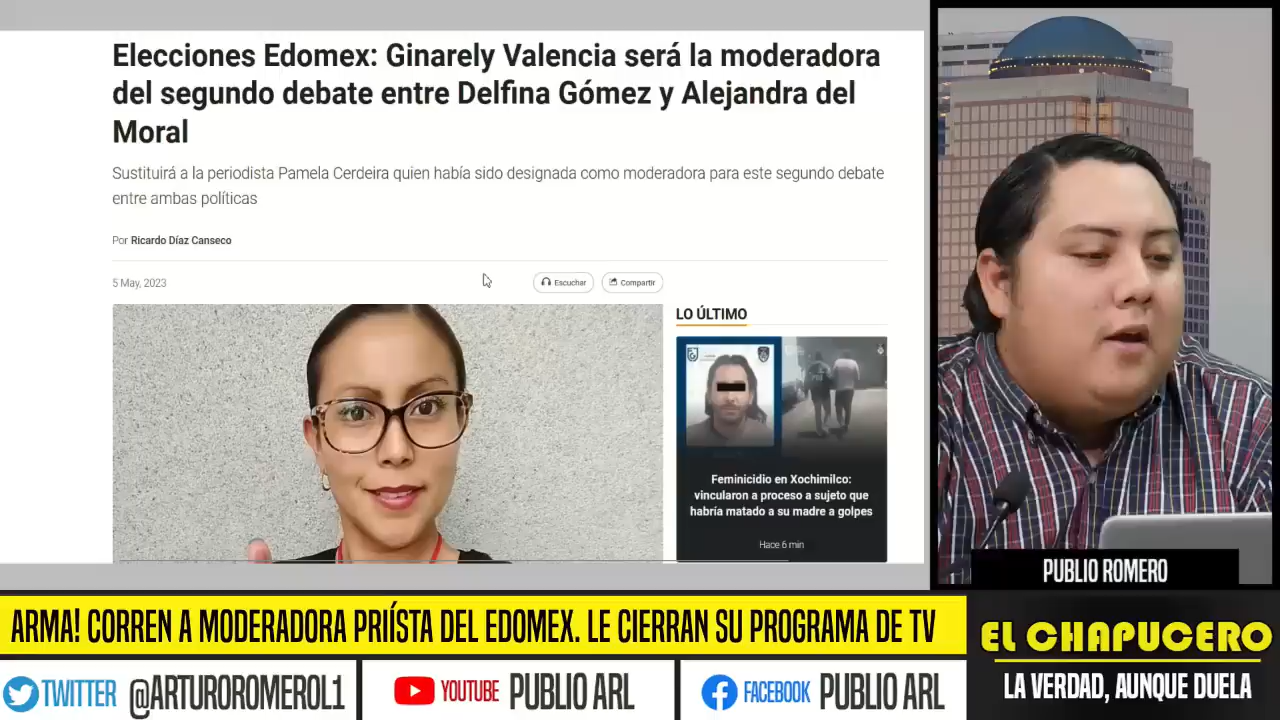 Elecciones Edomex: Ginarely Valencia será la moderadora
del segundo debate entre Delfina Gómez y Alejandra del
Moral
Sustituirá a la periodista Pamela Cerdeira quien había sido designada como moderadora para este segundo debate
entre ambas políticas
Por Ricardo Díaz Canseco
5 May, 2023
Escuchar
Compartir
LO ÚLTIMO
Feminicidio en Xochimilco:
vincularon a proceso a sujeto que
habría matado a su madre a golpes
Hace 6 min
PUBLIO ROMERO
ARMA! CORREN A MODERADORA PRIÍSTA DEL EDOMEX. LE CIERRAN SU PROGRAMA DE TV
EL CHAPUCERO
LA VERDAD, AUNQUE DUELA
TWITTER @ARTUROROMEROL1
YOUTUBE PUBLIO ARL
FACEBOOK PUBLIO ARL